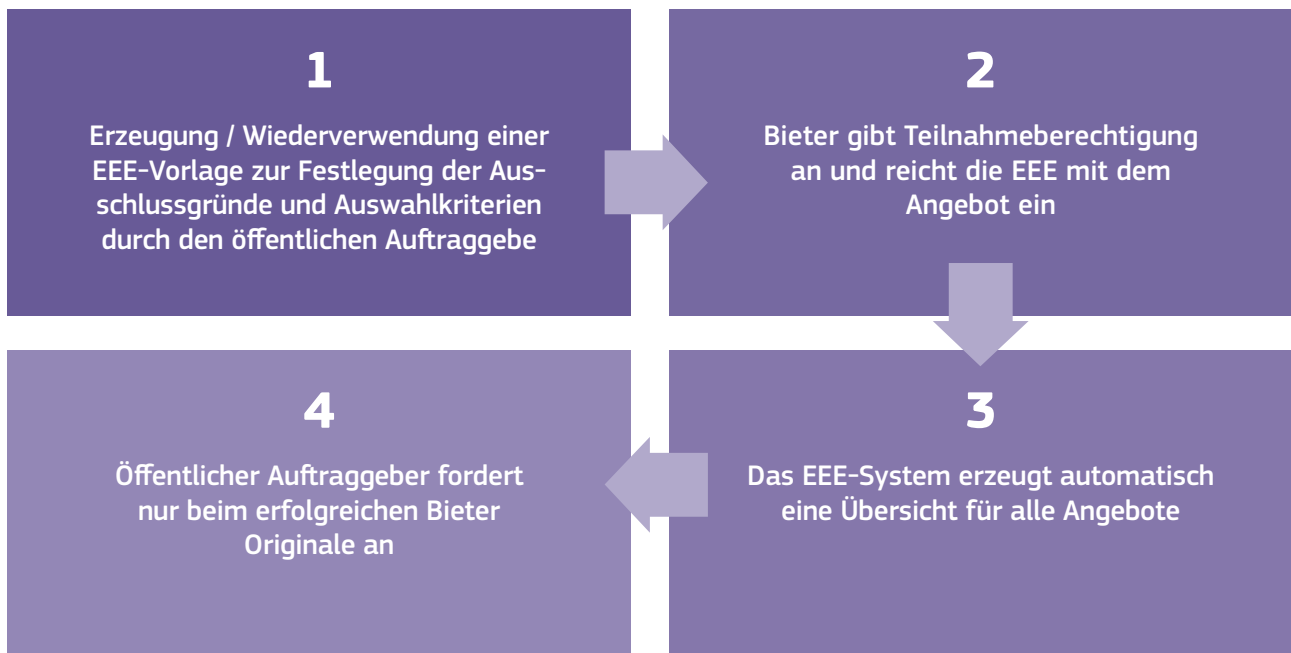 1
Erzeugung / Wiederverwendung einer
EEE-Vorlage zur Festlegung der Aus-
schlussgründe und Auswahlkriterien
durch den öffentlichen Auftraggebe
2
Bieter gibt Teilnahmeberechtigung
an und reicht die EEE mit dem
Angebot ein
3
Das EEE-System erzeugt automatisch
eine Übersicht für alle Angebote
4
Öffentlicher Auftraggeber fordert
nur beim erfolgreichen Bieter
Originale an